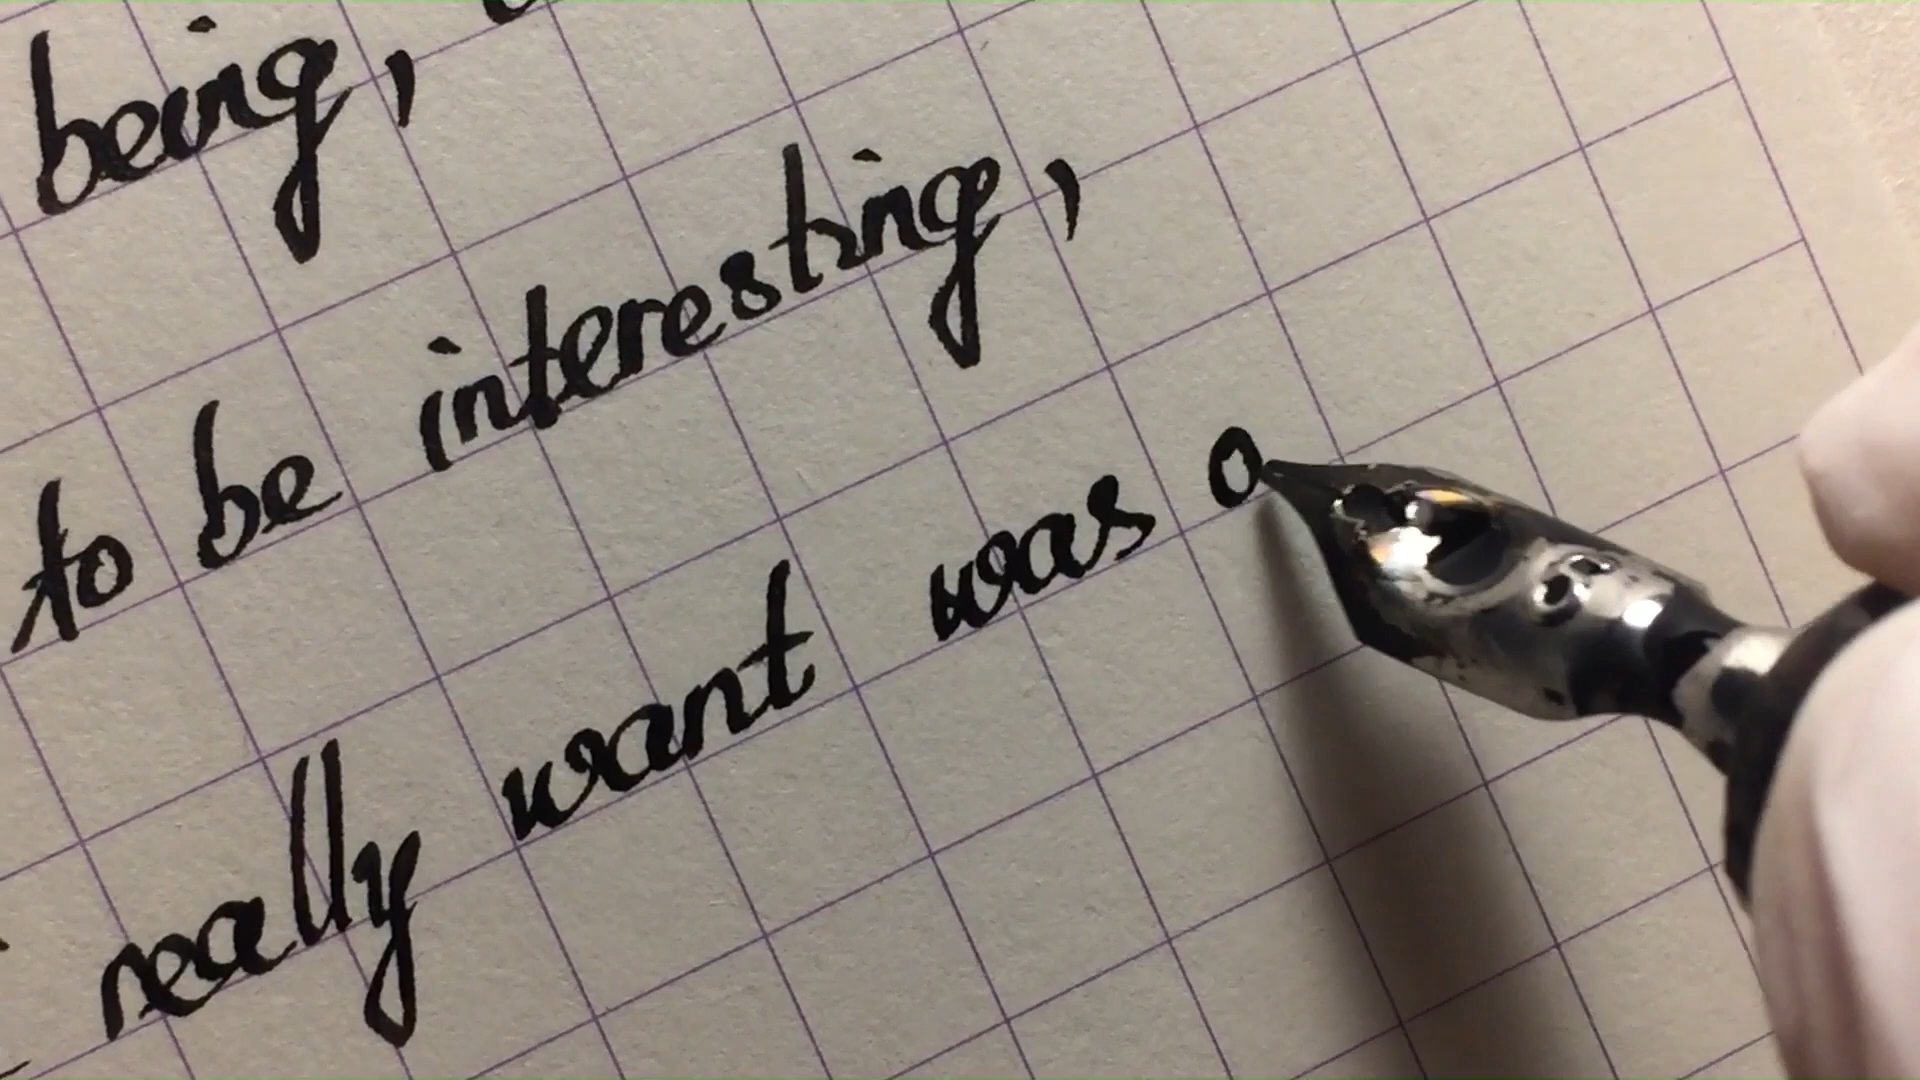 being,
to be interesting,
really want was o